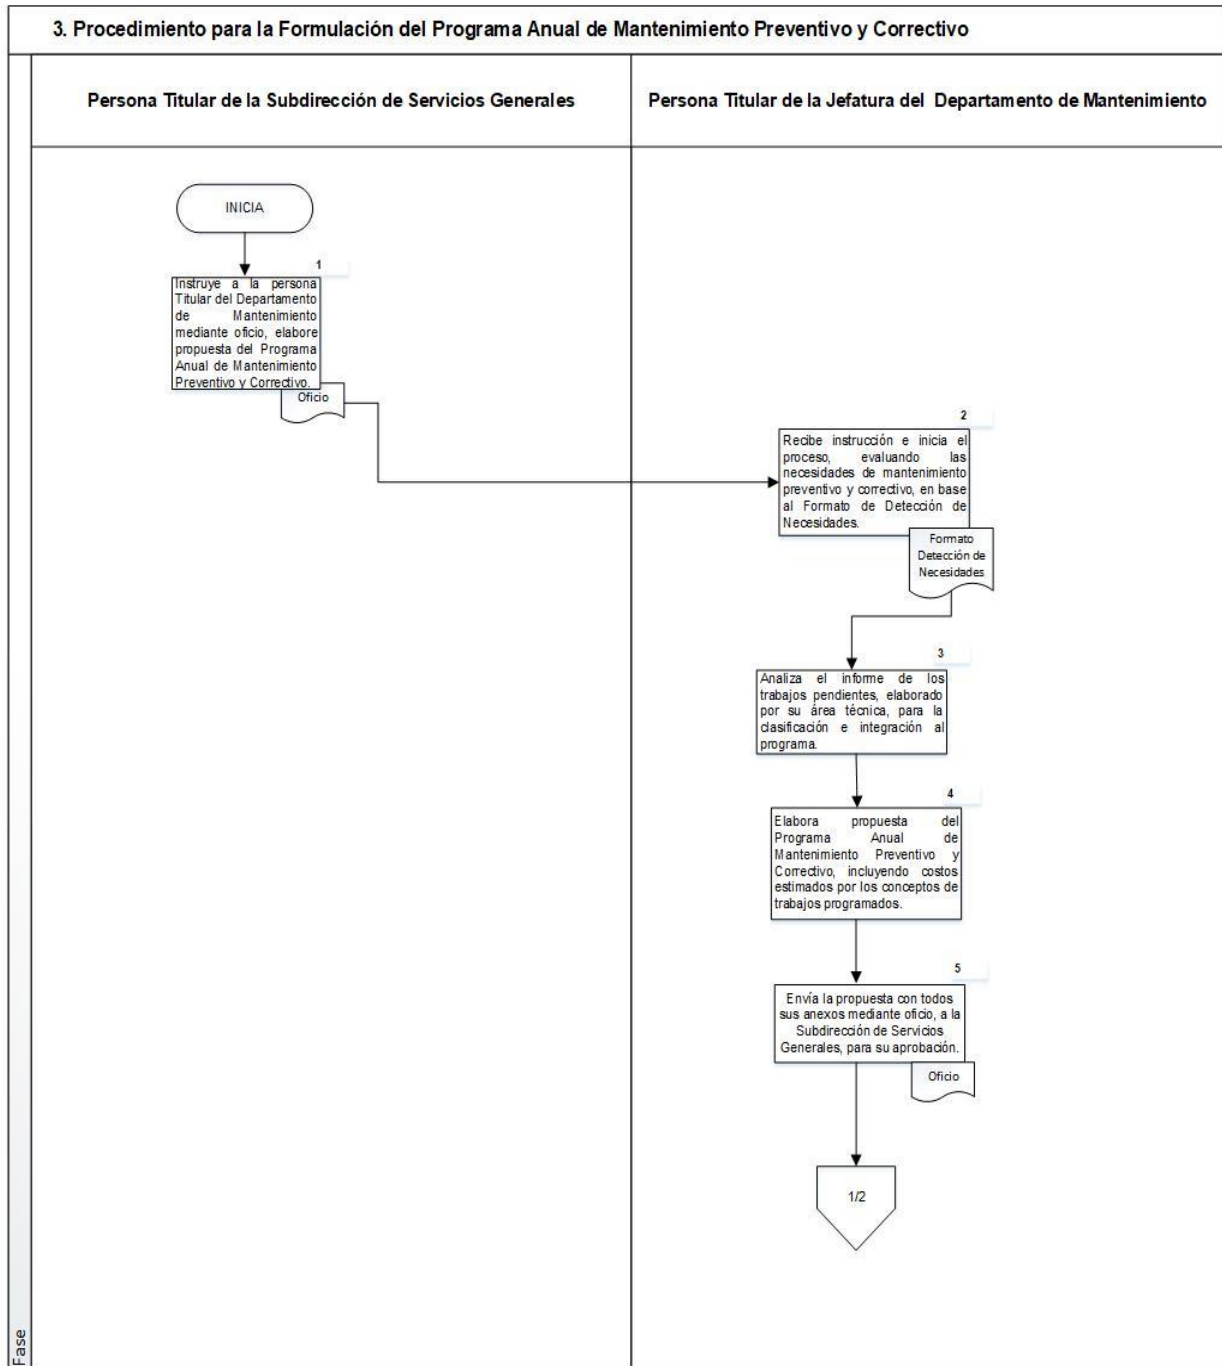 3. Procedimiento para la Formulación del Programa Anual de Mantenimiento Preventivo y Correctivo
Persona Titular de la Subdirección de Servicios Generales
Persona Titular de la Jefatura del Departamento de Mantenimiento
INICIA
1
Instruye a la persona
Titular del Departamento
de Mantenimiento
mediante oficio, elabore
propuesta del Programa
Anual de Mantenimiento
Preventivo y Correctivo.
Oficio
2
Recibe instrucción e inicia el
proceso, evaluando las
necesidades de mantenimiento
preventivo y correctivo, en base
al Formato de Detección de
Necesidades.
Formato
Detección de
Necesidades
3
Analiza el informe de los
trabajos pendientes, elaborado
por su área técnica, para la
clasificación e integración al
programa.
4
Elabora propuesta del
Programa Anual de
Mantenimiento Preventivo y
Correctivo, incluyendo costos
estimados por los conceptos de
trabajos programados.
5
Envía la propuesta con todos
sus anexos mediante oficio, a la
Subdirección de Servicios
Generales, para su aprobación.
Oficio
1/2
Fase